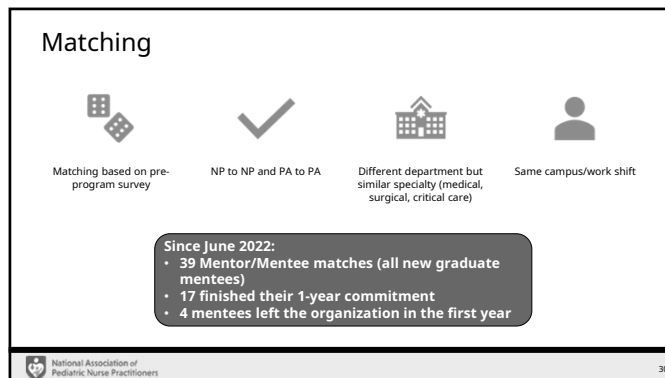 Matching
Matching based on pre-
program survey
NP to NP and PA to PA
Different department but
similar specialty (medical,
surgical, critical care)
Same campus/work shift
Since June 2022:
• 39 Mentor/Mentee matches (all new graduate
mentees)
• 17 finished their 1-year commitment
• 4 mentees left the organization in the first year
National Association of
Pediatric Nurse Practitioners
30